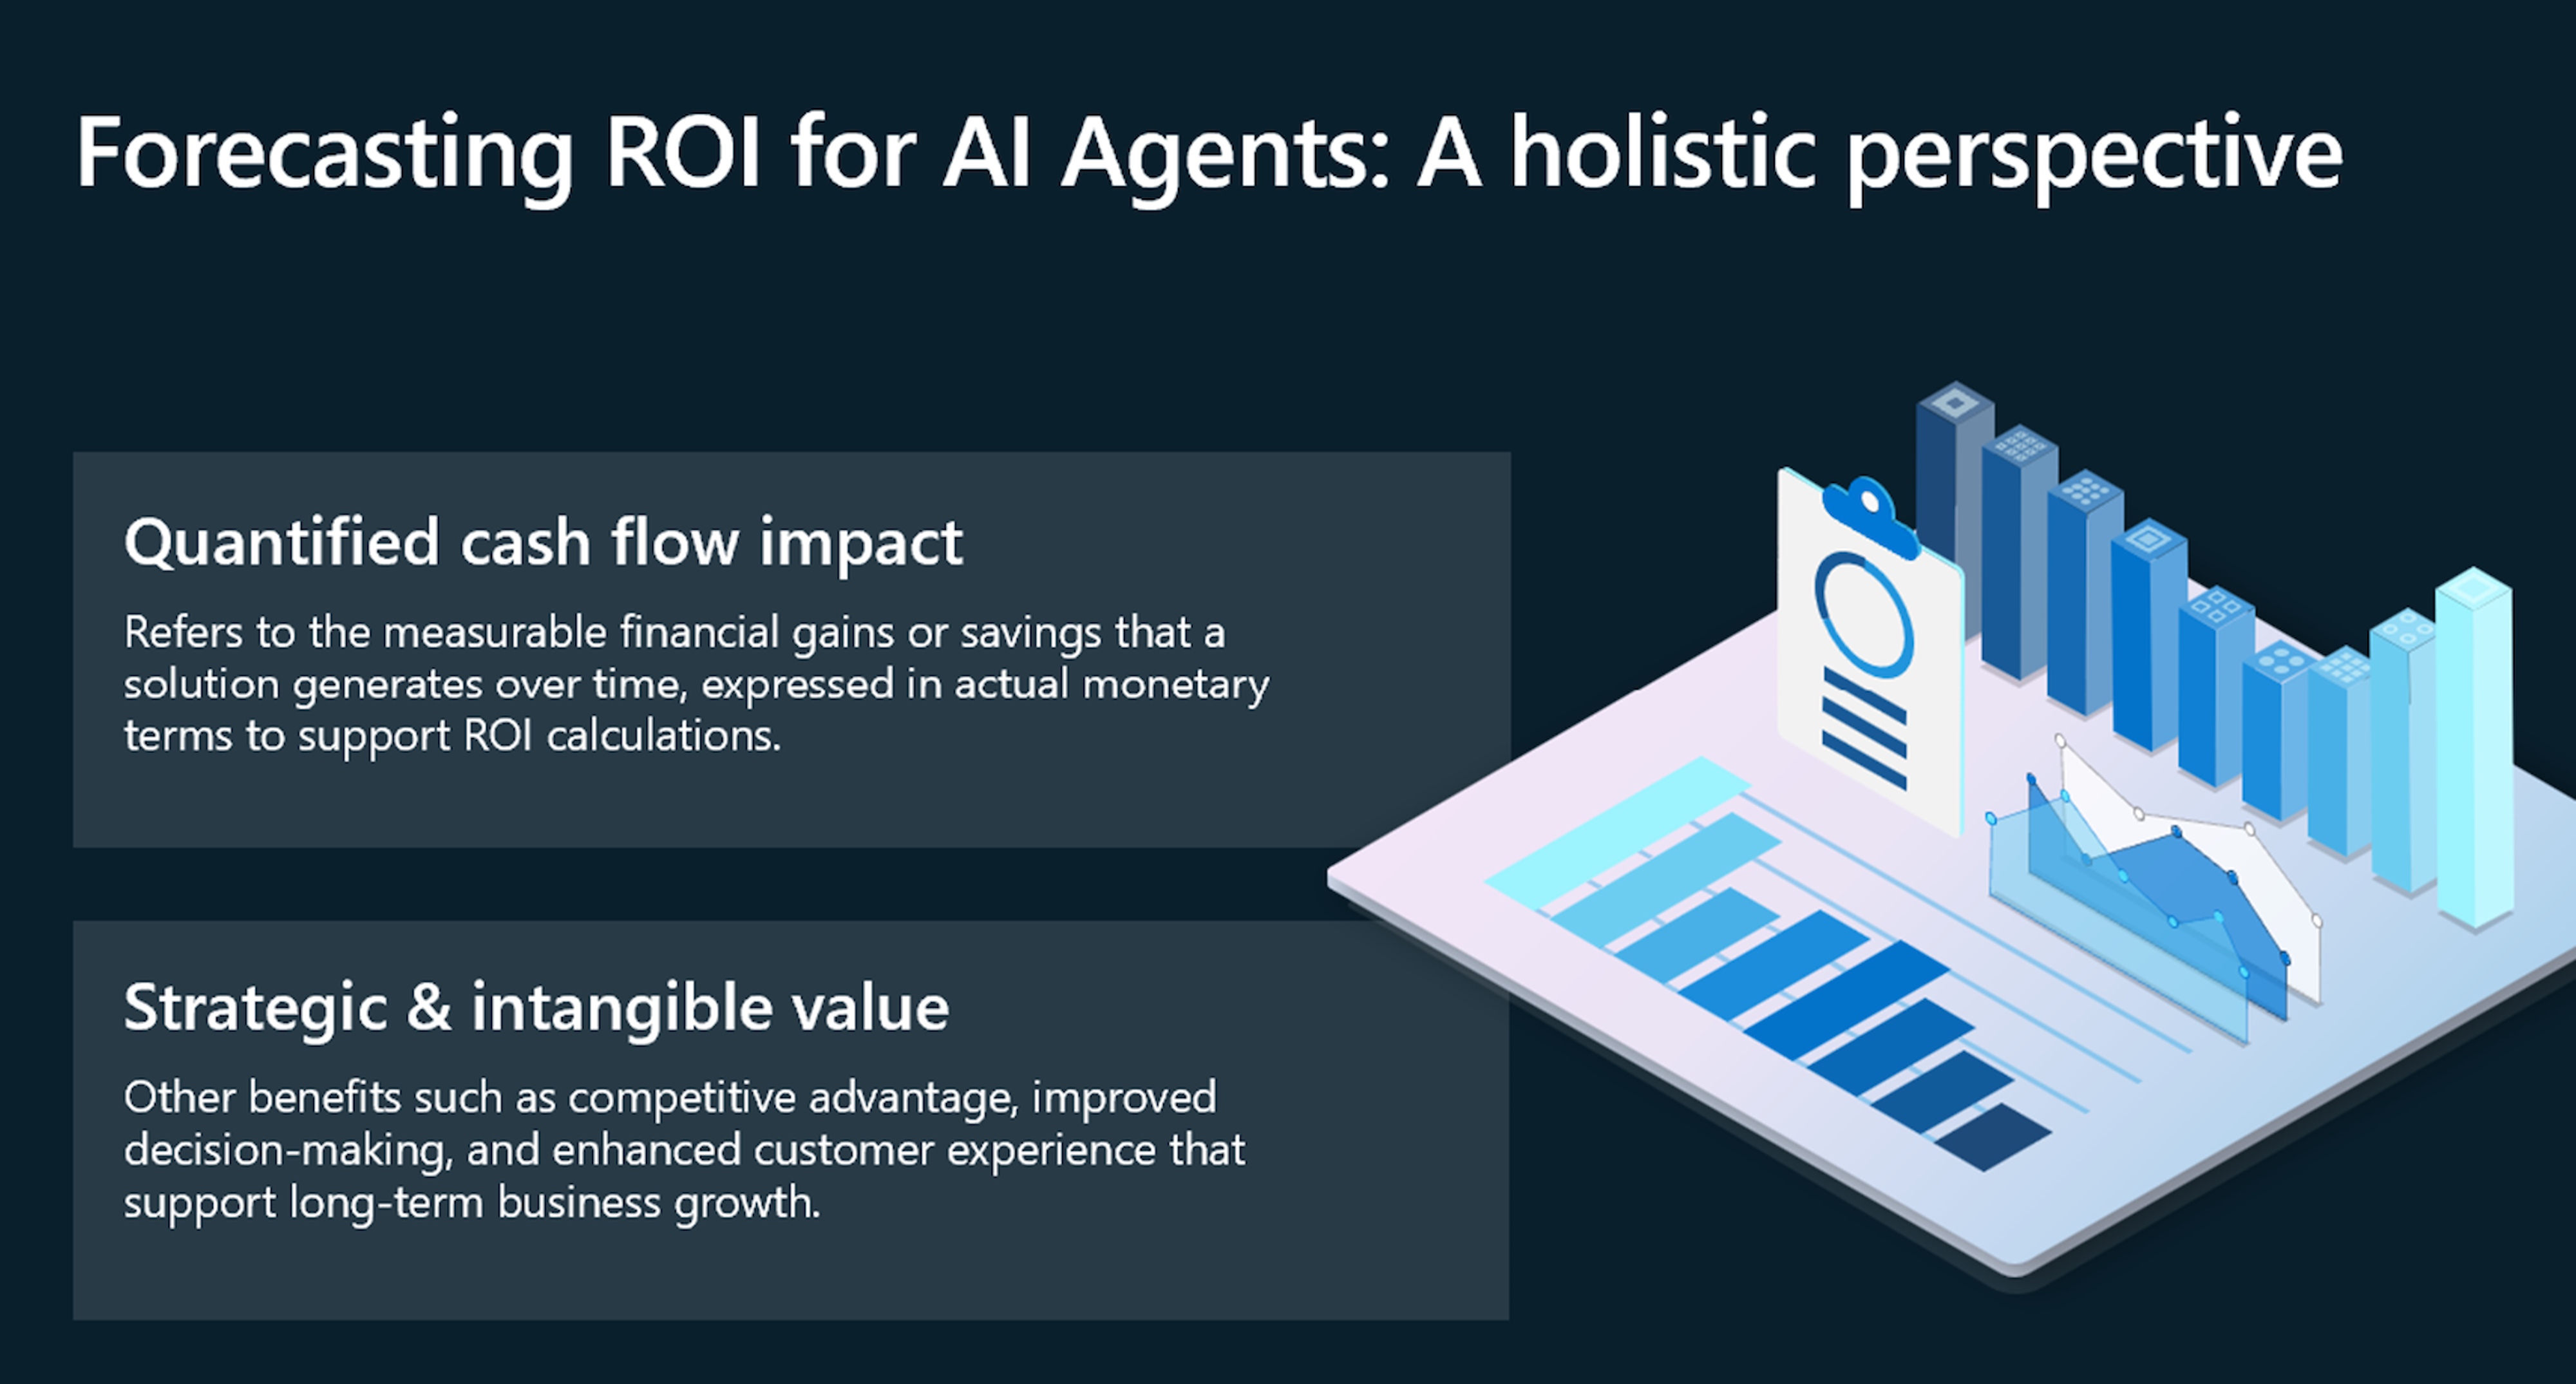 Forecasting ROI for AI Agents: A holistic perspective
Quantified cash flow impact
Refers to the measurable financial gains or savings that a
solution generates over time, expressed in actual monetary
terms to support ROI calculations.
Strategic & intangible value
Other benefits such as competitive advantage, improved
decision-making, and enhanced customer experience that
support long-term business growth.